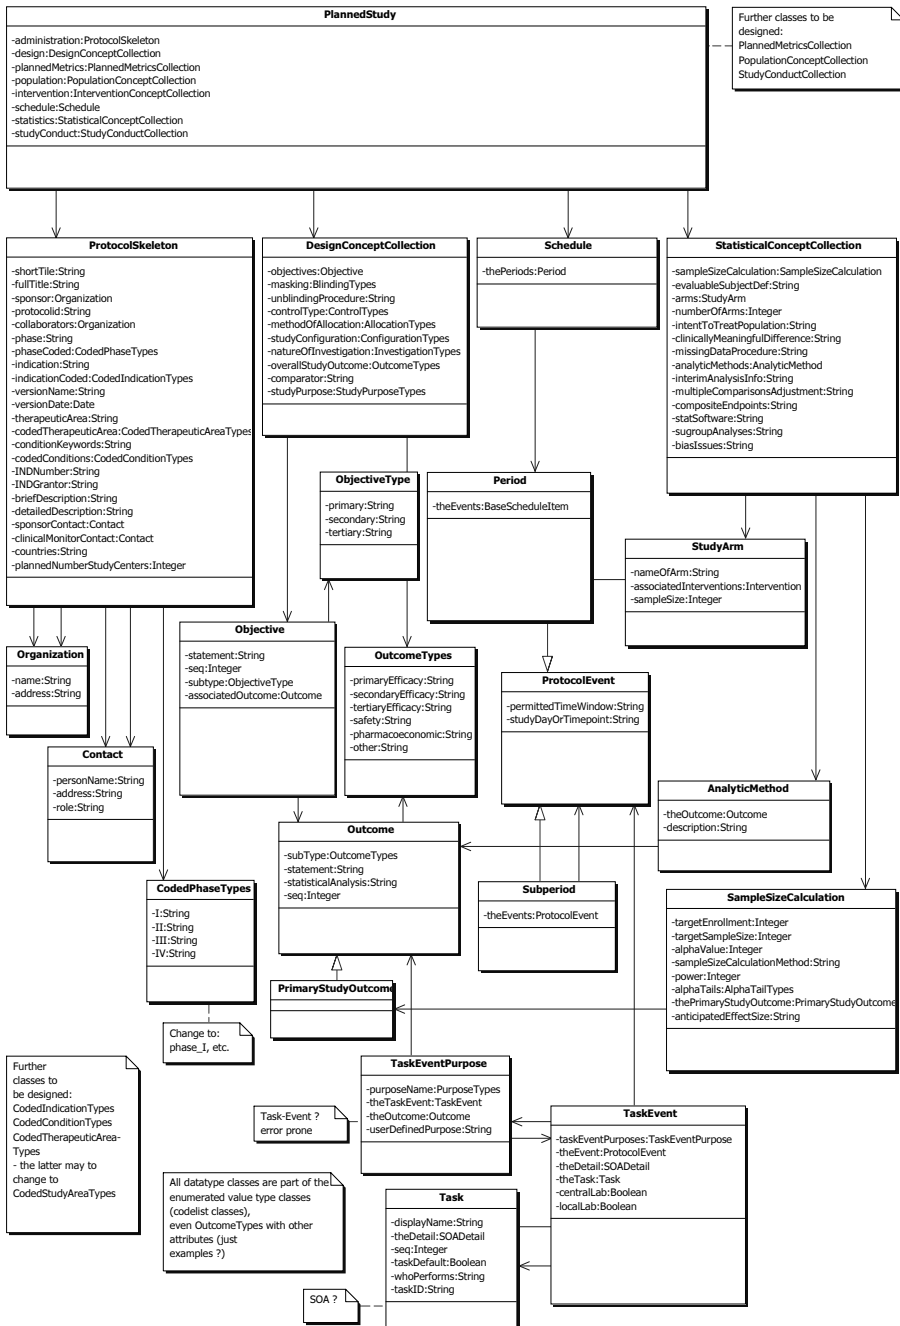 PlannedStudy
-administration:ProtocolSkeleton
-design:DesignConceptCollection
-plannedMetrics:PlannedMetricsCollection
-population:PopulationConceptCollection
-intervention:InterventionConceptCollection
-schedule:Schedule
-statistics:StatisticalConceptCollection
-studyConduct:StudyConductCollection
Further classes to be
designed:
PlannedMetricsCollection
PopulationConceptCollection
StudyConductCollection
ProtocolSkeleton
-shortTile:String
-fullTitle:String
-sponsor:Organization
-protocolid:String
-collaborators:Organization
-phase:String
-phaseCoded:CodedPhaseTypes
-indication:String
-indicationCoded:CodedIndicationTypes
-versionName:String
-versionDate:Date
-therapeuticArea:String
-codedTherapeuticArea:CodedTherapeuticAreaTypes
-conditionKeywords:String
-codedConditions:CodedConditionTypes
-INDNumber:String
-INDGrantor:String
-briefDescription:String
-detailedDescription:String
-sponsorContact:Contact
-clinicalMonitorContact:Contact
-countries:String
-plannedNumberStudyCenters:Integer
DesignConceptCollection
-objectives:Objective
-masking:BlindingTypes
-unblindingProcedure:String
-controlType:ControlTypes
-methodOfAllocation:AllocationTypes
-studyConfiguration:ConfigurationTypes
-natureOfInvestigation:InvestigationTypes
-overallStudyOutcome:OutcomeTypes
-comparator:String
-studyPurpose:StudyPurposeTypes
Schedule
-thePeriods:Period
StatisticalConceptCollection
-sampleSizeCalculation:SampleSizeCalculation
-evaluableSubjectDef:String
-arms:StudyArm
-numberOfArms:Integer
-intentToTreatPopulation:String
-clinicallyMeaningfulDifference:String
-missingDataProcedure:String
-analyticMethods:AnalyticMethod
-interimAnalysisInfo:String
-multipleComparisonsAdjustment:String
-compositeEndpoints:String
-statSoftware:String
-sugroupAnalyses:String
-biasIssues:String
ObjectiveType
-primary:String
-secondary:String
-tertiary:String
Period
-theEvents:BaseScheduleItem
StudyArm
-nameOfArm:String
-associatedInterventions:Intervention
-sampleSize:Integer
Organization
-name:String
-address:String
Objective
-statement:String
-seq:Integer
-subtype:ObjectiveType
-associatedOutcome:Outcome
OutcomeTypes
-primaryEfficacy:String
-secondaryEfficacy:String
-tertiaryEfficacy:String
-safety:String
-pharmacoeconomic:String
-other:String
ProtocolEvent
-permittedTimeWindow:String
-studyDayOrTimepoint:String
Contact
-personName:String
-address:String
-role:String
AnalyticMethod
-theOutcome:Outcome
-description:String
Outcome
-subType:OutcomeTypes
-statement:String
-statisticalAnalysis:String
-seq:Integer
CodedPhaseTypes
-I:String
-II:String
-III:String
-IV:String
Subperiod
-theEvents:ProtocolEvent
SampleSizeCalculation
-targetEnrollment:Integer
-targetSampleSize:Integer
-alphaValue:Integer
-sampleSizeCalculationMethod:String
-power:Integer
-alphaTails:AlphaTailTypes
-thePrimaryStudyOutcome:PrimaryStudyOutcome
-anticipatedEffectSize:String
PrimaryStudyOutcome
Change to:
phase_I, etc.
Further
classes to
be designed:
CodedIndicationTypes
CodedConditionTypes
CodedTherapeuticArea-
Types
- the latter may to
change to
CodedStudyAreaTypes
TaskEventPurpose
-purposeName:PurposeTypes
-theTaskEvent:TaskEvent
-theOutcome:Outcome
-userDefinedPurpose:String
Task-Event ?
error prone
TaskEvent
-taskEventPurposes:TaskEventPurpose
-theEvent:ProtocolEvent
-theDetail:SOADetail
-theTask:Task
-centralLab:Boolean
-localLab:Boolean
All datatype classes are part of the
enumerated value type classes
(codelist classes),
even OutcomeTypes with other
attributes (just
examples ?)
Task
-displayName:String
-theDetail:SOADetail
-seq:Integer
-taskDefault:Boolean
-whoPerforms:String
-taskID:String
SOA ?